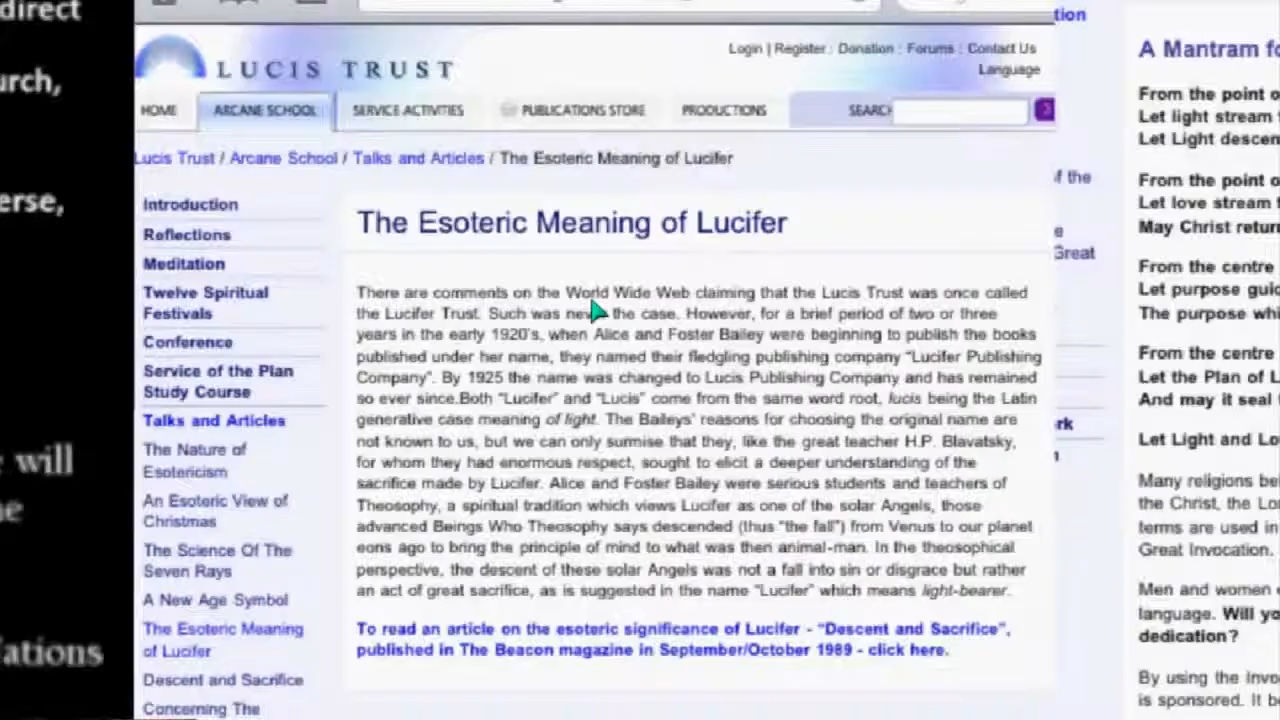 direct
urch,
erse,
will
ne
ations
LUCIS TRUST
Login | Register : Donation : Forums : Contact Us
Language
HOME
ARCANE SCHOOL
SERVICE ACTIVITIES
PUBLICATIONS STORE
PRODUCTIONS
SEARCH
Lucis Trust / Arcane School / Talks and Articles / The Esoteric Meaning of Lucifer
Introduction
Reflections
Meditation
Twelve Spiritual
Festivals
Conference
Service of the Plan
Study Course
Talks and Articles
The Nature of
Esotericism
An Esoteric View of
Christmas
The Science Of The
Seven Rays
A New Age Symbol
The Esoteric Meaning
of Lucifer
Descent and Sacrifice
Concerning The
The Esoteric Meaning of Lucifer
There are comments on the World Wide Web claiming that the Lucis Trust was once called
the Lucifer Trust. Such was never the case. However, for a brief period of two or three
years in the early 1920's, when Alice and Foster Bailey were beginning to publish the books
published under her name, they named their fledgling publishing company “Lucifer Publishing
Company”. By 1925 the name was changed to Lucis Publishing Company and has remained
so ever since.Both “Lucifer” and “Lucis” come from the same word root, lucis being the Latin
generative case meaning of light. The Baileys' reasons for choosing the original name are
not known to us, but we can only surmise that they, like the great teacher H.P. Blavatsky,
for whom they had enormous respect, sought to elicit a deeper understanding of the
sacrifice made by Lucifer. Alice and Foster Bailey were serious students and teachers of
Theosophy, a spiritual tradition which views Lucifer as one of the solar Angels, those
advanced Beings Who Theosophy says descended (thus “the fall”) from Venus to our planet
eons ago to bring the principle of mind to what was then animal-man. In the theosophical
perspective, the descent of these solar Angels was not a fall into sin or disgrace but rather
an act of great sacrifice, as is suggested in the name “Lucifer” which means light-bearer.
To read an article on the esoteric significance of Lucifer - “Descent and Sacrifice”,
published in The Beacon magazine in September/October 1989 - click here.
tion
of the
e
Great
rk
A Mantram fo
From the point o
Let light stream f
Let Light descen
From the point o
Let love stream f
May Christ return
From the centre
Let purpose guid
The purpose whi
From the centre
Let the Plan of L
And may it seal t
Let Light and Lo
Many religions be
the Christ, the Lo
terms are used in
Great Invocation.
Men and women
language. Will yo
dedication?
By using the Invo
is sponsored. It b